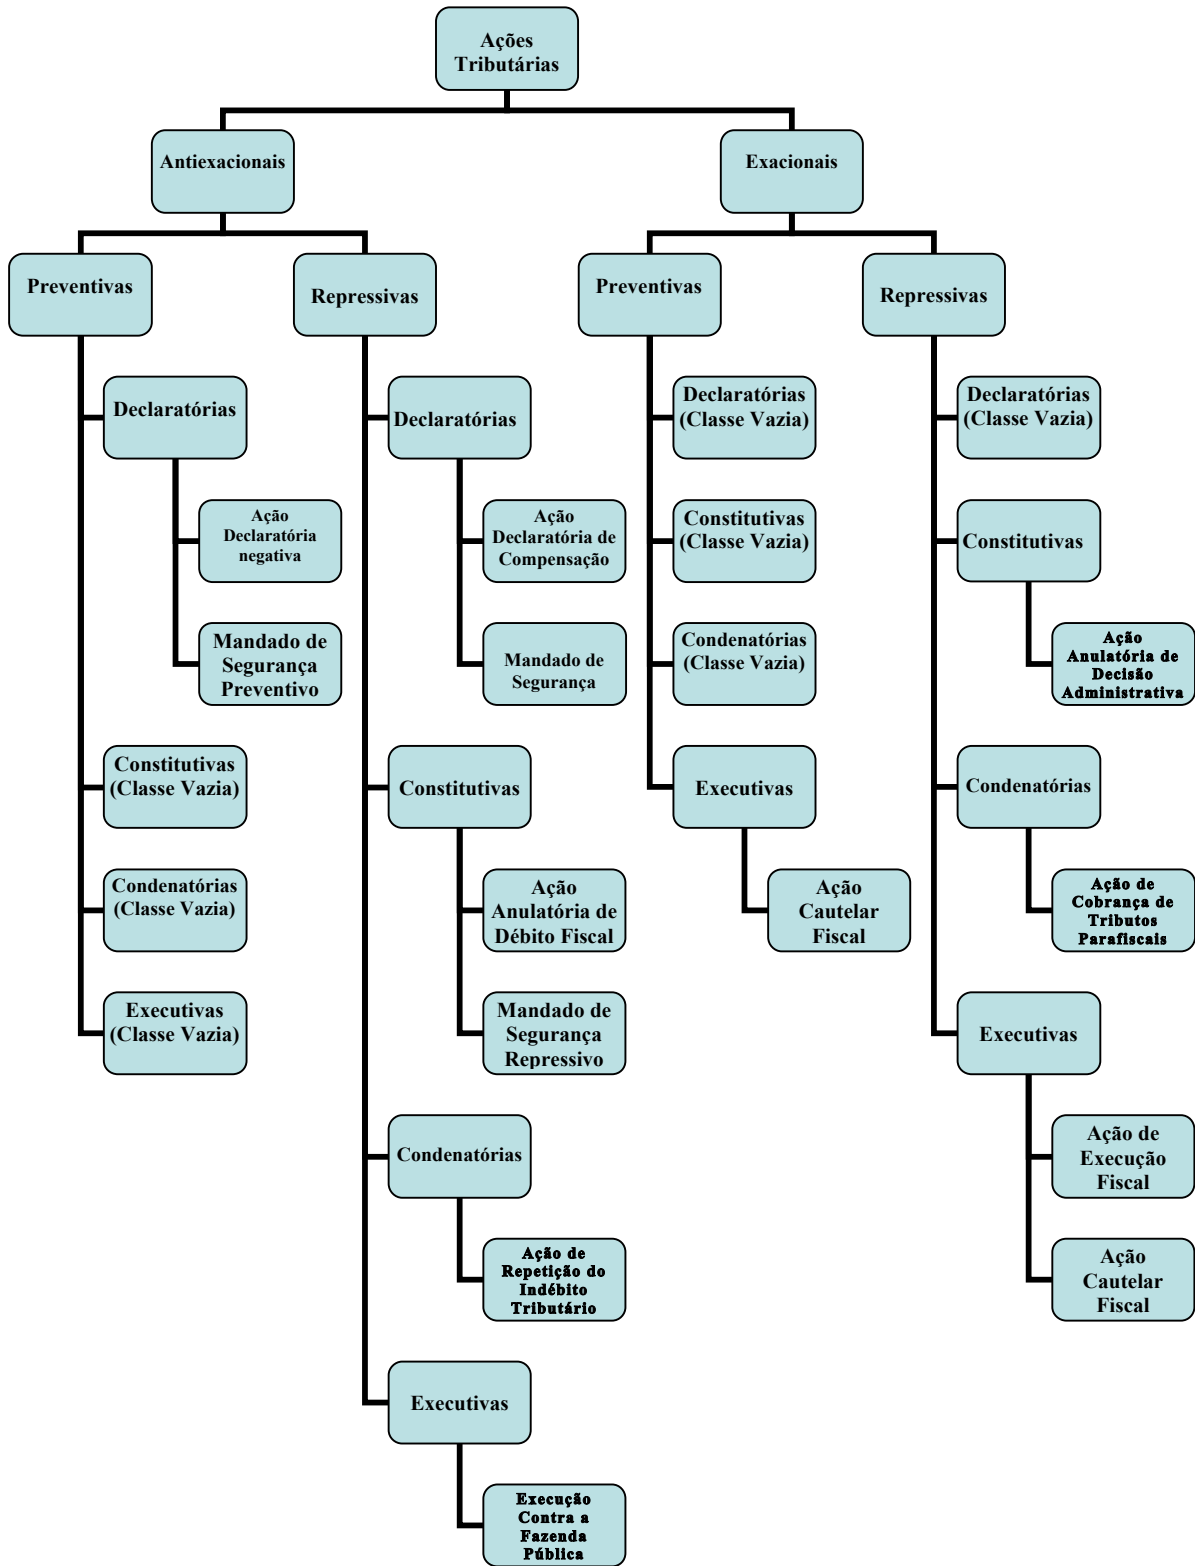 Ações
Tributárias
Antiexacionais
Exacionais
Preventivas
Repressivas
Preventivas
Repressivas
Declaratórias
Ação
Declaratória
negativa
Mandado de
Segurança
Preventivo
Constitutivas
(Classe Vazia)
Condenatórias
(Classe Vazia)
Executivas
(Classe Vazia)
Declaratórias
Ação
Declaratória de
Compensação
Mandado de
Segurança
Constitutivas
Ação
Anulatória de
Débito Fiscal
Mandado de
Segurança
Repressivo
Condenatórias
Ação de
Repetição do
Indébito
Tributário
Executivas
Execução
Contra a
Fazenda
Pública
Declaratórias
(Classe Vazia)
Constitutivas
(Classe Vazia)
Condenatórias
(Classe Vazia)
Executivas
Ação
Cautelar
Fiscal
Declaratórias
(Classe Vazia)
Constitutivas
Ação
Anulatória de
Decisão
Administrativa
Condenatórias
Ação de
Cobrança de
Tributos
Parafiscais
Executivas
Ação de
Execução
Fiscal
Ação
Cautelar
Fiscal